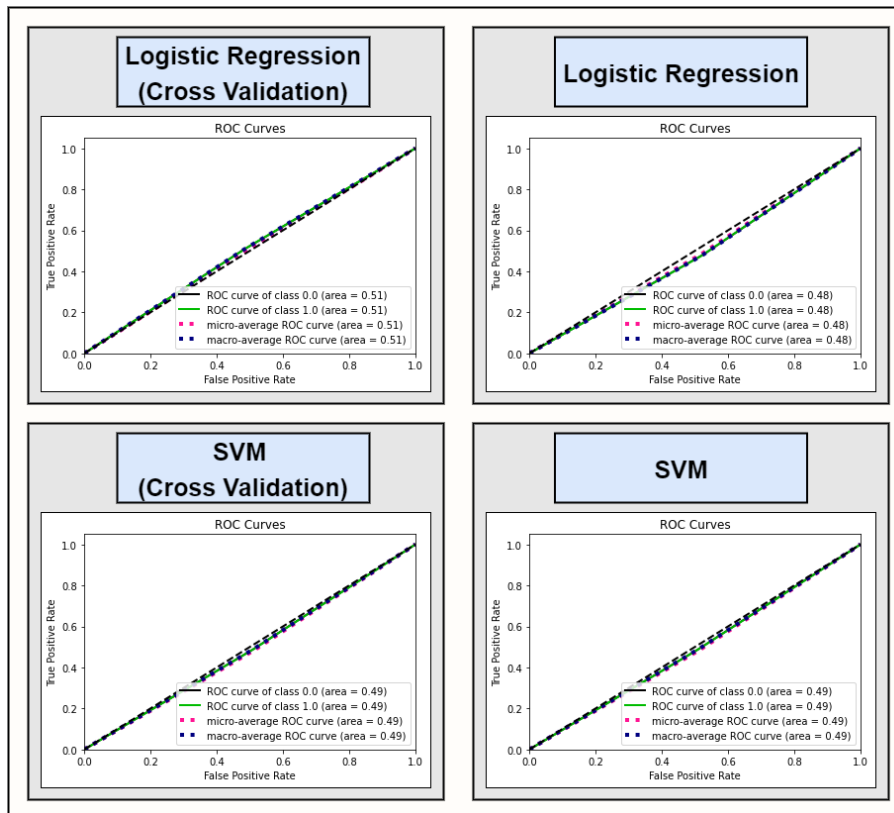 Logistic Regression
(Cross Validation)
ROC Curves
1.0
0.8
0.6
0.4
0.2
0.0
True Positive Rate
ROC curve of class 0.0 (area = 0.51)
ROC curve of class 1.0 (area = 0.51)
micro-average ROC curve (area = 0.51)
macro-average ROC curve (area = 0.51)
0.0 0.2 0.4 0.6 0.8 1.0
False Positive Rate
Logistic Regression
ROC Curves
1.0
0.8
0.6
0.4
0.2
0.0
True Positive Rate
ROC curve of class 0.0 (area = 0.48)
ROC curve of class 1.0 (area = 0.48)
micro-average ROC curve (area = 0.48)
macro-average ROC curve (area = 0.48)
0.0 0.2 0.4 0.6 0.8 1.0
False Positive Rate
SVM
(Cross Validation)
ROC Curves
1.0
0.8
0.6
0.4
0.2
0.0
True Positive Rate
ROC curve of class 0.0 (area = 0.49)
ROC curve of class 1.0 (area = 0.49)
micro-average ROC curve (area = 0.49)
macro-average ROC curve (area = 0.49)
0.0 0.2 0.4 0.6 0.8 1.0
False Positive Rate
SVM
ROC Curves
1.0
0.8
0.6
0.4
0.2
0.0
True Positive Rate
ROC curve of class 0.0 (area = 0.49)
ROC curve of class 1.0 (area = 0.49)
micro-average ROC curve (area = 0.49)
macro-average ROC curve (area = 0.49)
0.0 0.2 0.4 0.6 0.8 1.0
False Positive Rate